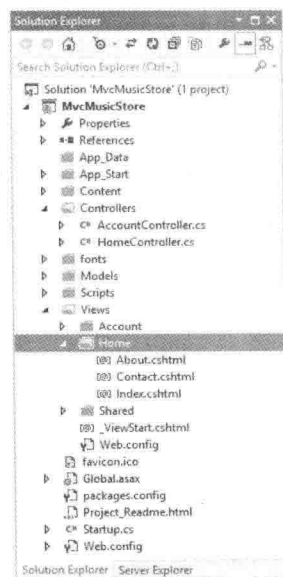 Solution Explorer
Search Solution Explorer (Ctrl+;)
Solution 'MvcMusicStore' (1 project)
MvcMusicStore
Properties
References
App_Data
App_Start
Content
Controllers
C# AccountController.cs
C# HomeController.cs
fonts
Models
Scripts
Views
Account
Home
[@] About.cshtml
[@] Contact.cshtml
[@] Index.cshtml
Shared
[@] _ViewStart.cshtml
Web.config
favicon.ico
Global.asax
packages.config
Project_Readme.html
C# Startup.cs
Web.config
Solution Explorer Server Explorer